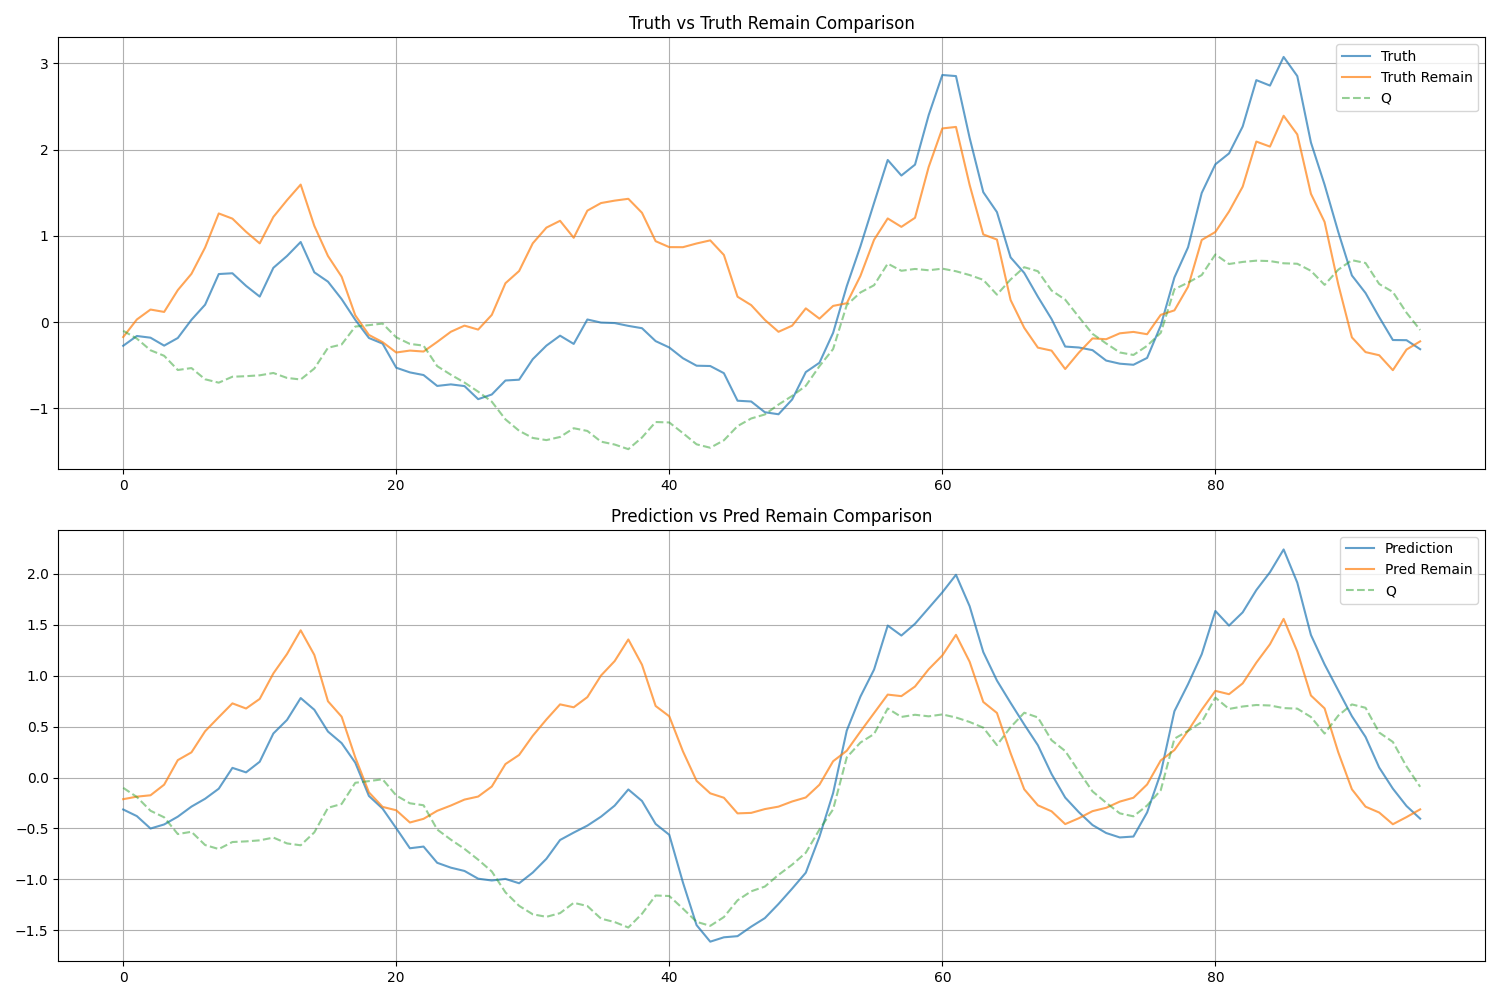 Truth vs Truth Remain Comparison
Truth
Truth Remain
Q
3
2
1
0
−1
0
20
40
60
80
Prediction vs Pred Remain Comparison
Prediction
Pred Remain
Q
2.0
1.5
1.0
0.5
0.0
−0.5
−1.0
−1.5
0
20
40
60
80